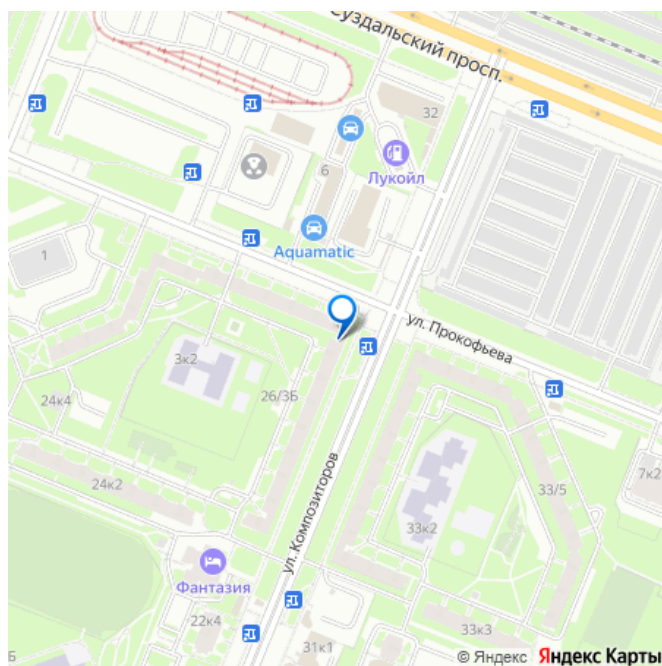 Суздальский просп.
32
Лукойл
6
Aquamatic
1
ул. Прокофьева
3к2
24к4
26/3Б
24к2
ул. Композиторов
33/5
7к2
33к2
Фантазия
22к4
31к1
33к3
Б
© Яндекс Яндекс Карты